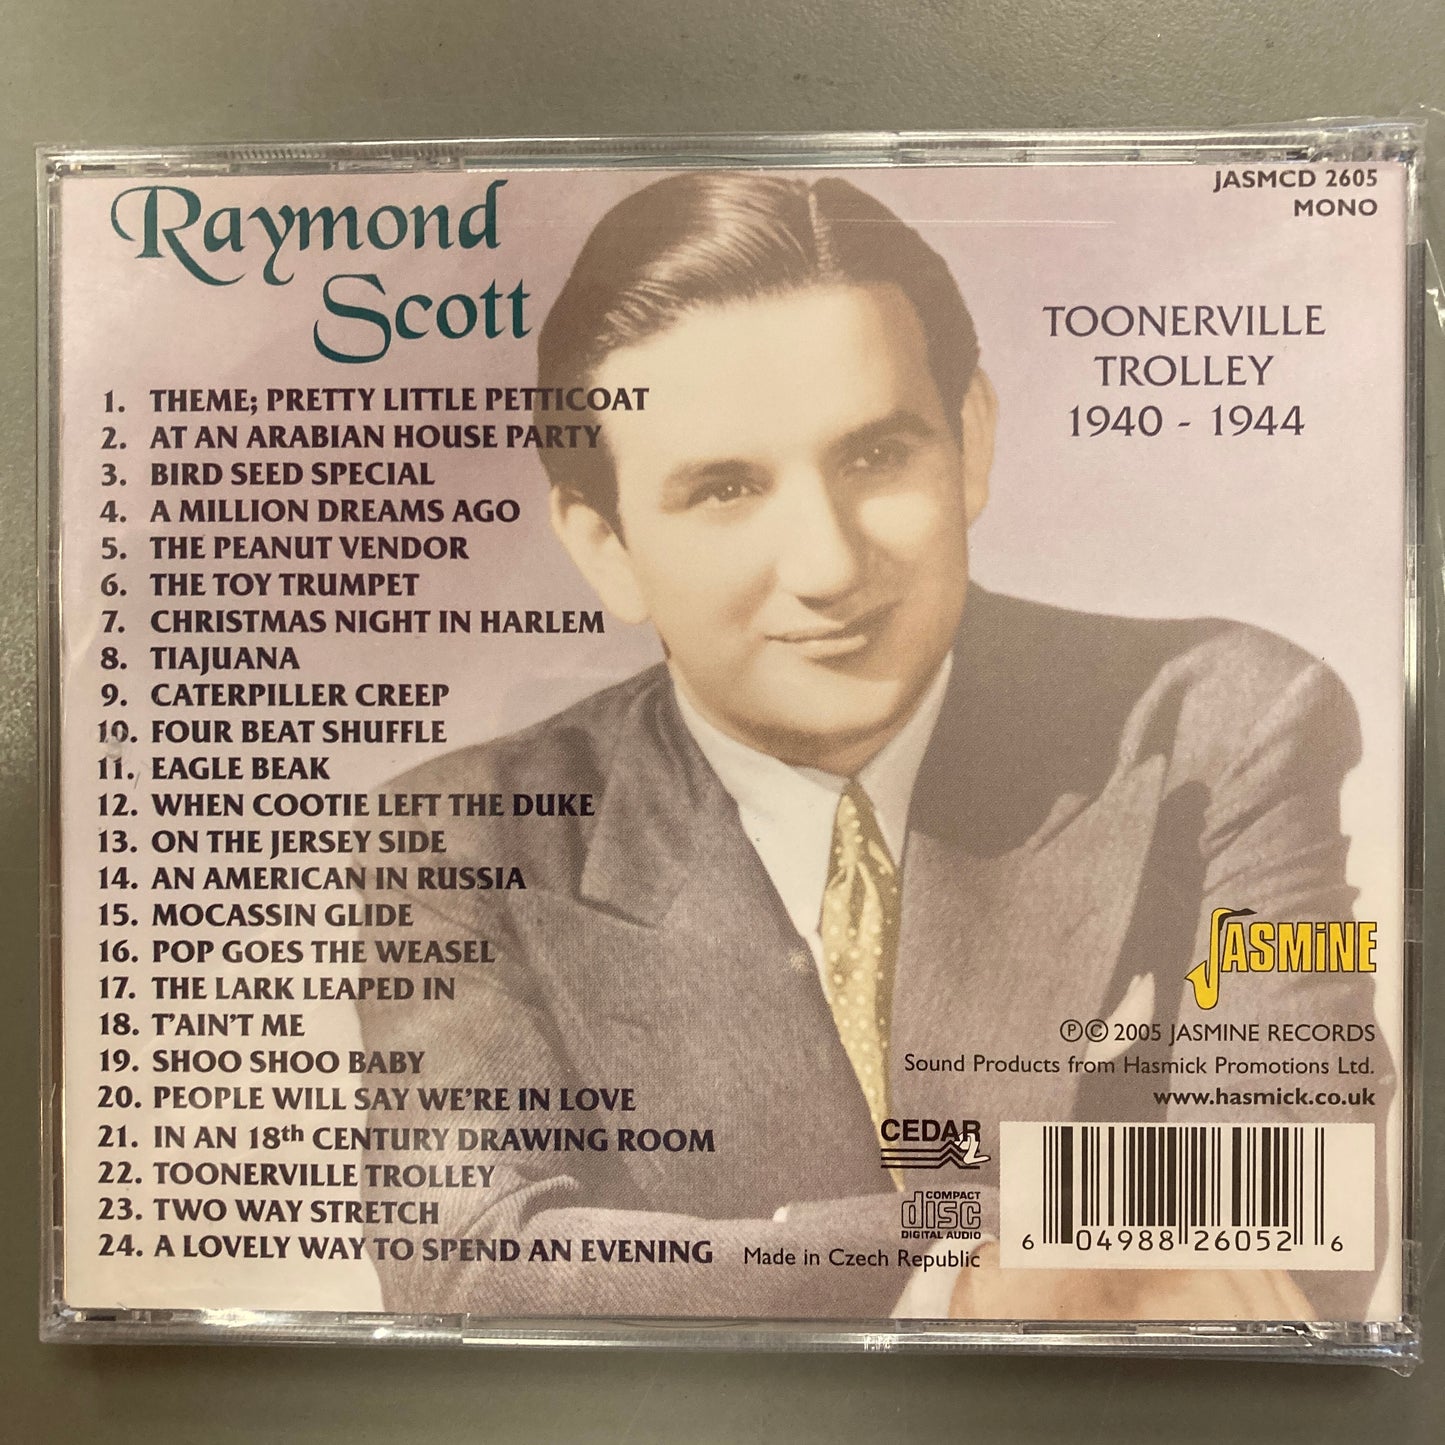 Raymond
Scott
JASMCD 2605
MONO
TOONERVILLE
TROLLEY
1940 - 1944
1. THEME; PRETTY LITTLE PETTICOAT
2. AT AN ARABIAN HOUSE PARTY
3. BIRD SEED SPECIAL
4. A MILLION DREAMS AGO
5. THE PEANUT VENDOR
6. THE TOY TRUMPET
7. CHRISTMAS NIGHT IN HARLEM
8. TIAJUANA
9. CATERPILLER CREEP
10. FOUR BEAT SHUFFLE
11. EAGLE BEAK
12. WHEN COOTIE LEFT THE DUKE
13. ON THE JERSEY SIDE
14. AN AMERICAN IN RUSSIA
15. MOCASSIN GLIDE
16. POP GOES THE WEASEL
17. THE LARK LEAPED IN
18. T'AIN'T ME
19. SHOO SHOO BABY
20. PEOPLE WILL SAY WE'RE IN LOVE
21. IN AN 18th CENTURY DRAWING ROOM
22. TOONERVILLE TROLLEY
23. TWO WAY STRETCH
24. A LOVELY WAY TO SPEND AN EVENING
JASMiNE
℗© 2005 JASMINE RECORDS
Sound Products from Hasmick Promotions Ltd.
www.hasmick.co.uk
CEDAR
2
COMPACT
disc
DIGITAL AUDIO
Made in Czech Republic
6 04988 26052 6